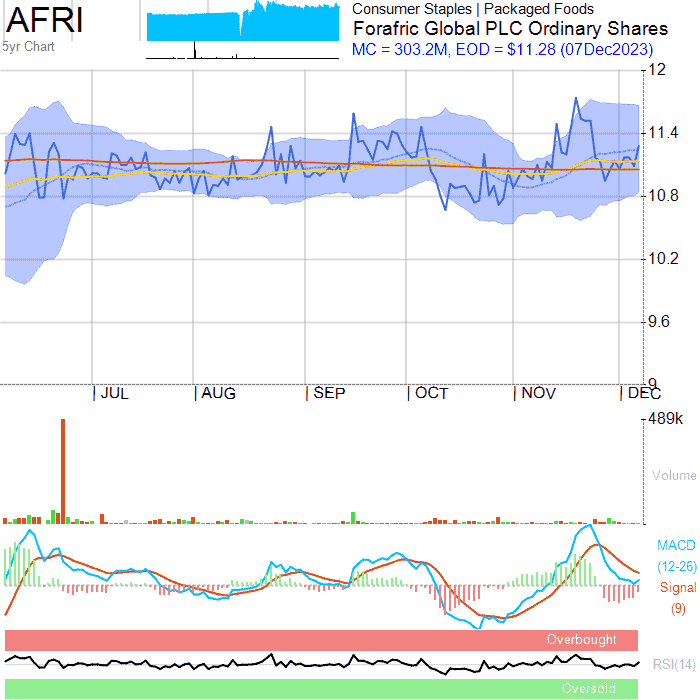 AFRI
5yr Chart
Consumer Staples | Packaged Foods
Forafric Global PLC Ordinary Shares
MC = 303.2M, EOD = $11.28 (07Dec2023)
12
11.4
10.8
10.2
9.6
9
JUL AUG SEP OCT NOV DEC
489k
Volume
MACD
(12-26)
Signal
(9)
Overbought
RSI(14)
Oversold